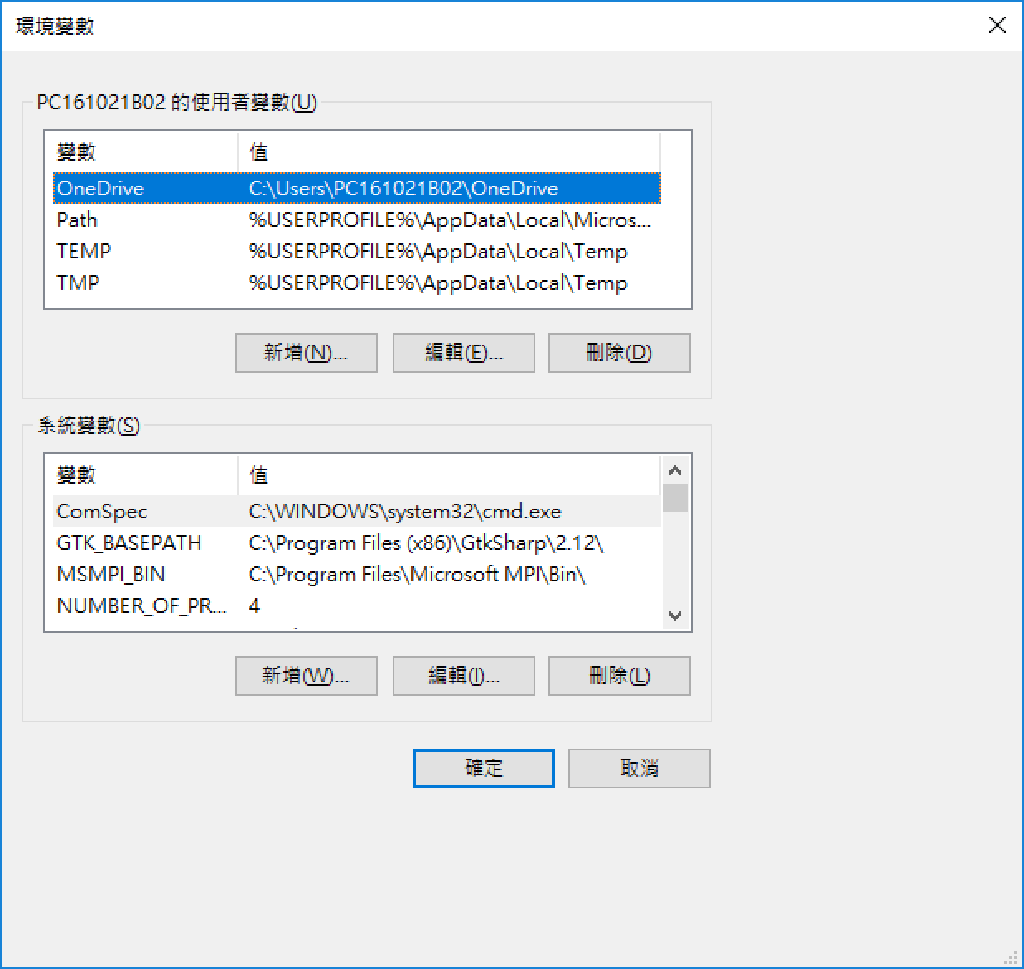 環境變數
PC161021B02 的使用者變數(U)
變數 值
OneDrive C:\Users\PC161021B02\OneDrive
Path %USERPROFILE%\AppData\Local\Micros...
TEMP %USERPROFILE%\AppData\Local\Temp
TMP %USERPROFILE%\AppData\Local\Temp
新增(N)... 編輯(E)... 刪除(D)
系統變數(S)
變數 值
ComSpec C:\WINDOWS\system32\cmd.exe
GTK_BASEPATH C:\Program Files (x86)\GtkSharp\2.12\
MSMPI_BIN C:\Program Files\Microsoft MPI\Bin\
NUMBER_OF_PR... 4
新增(W)... 編輯(I)... 刪除(L)
確定 取消